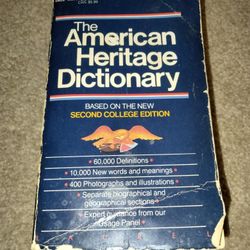 The
American
Heritage
Dictionary
BASED ON THE NEW
SECOND COLLEGE EDITION
• 60,000 Definitions •
• 10,000 New words and meanings •
• 400 Photographs and illustrations •
• Separate biographical and
geographical sections •
• Expert guidance from our
Usage Panel •